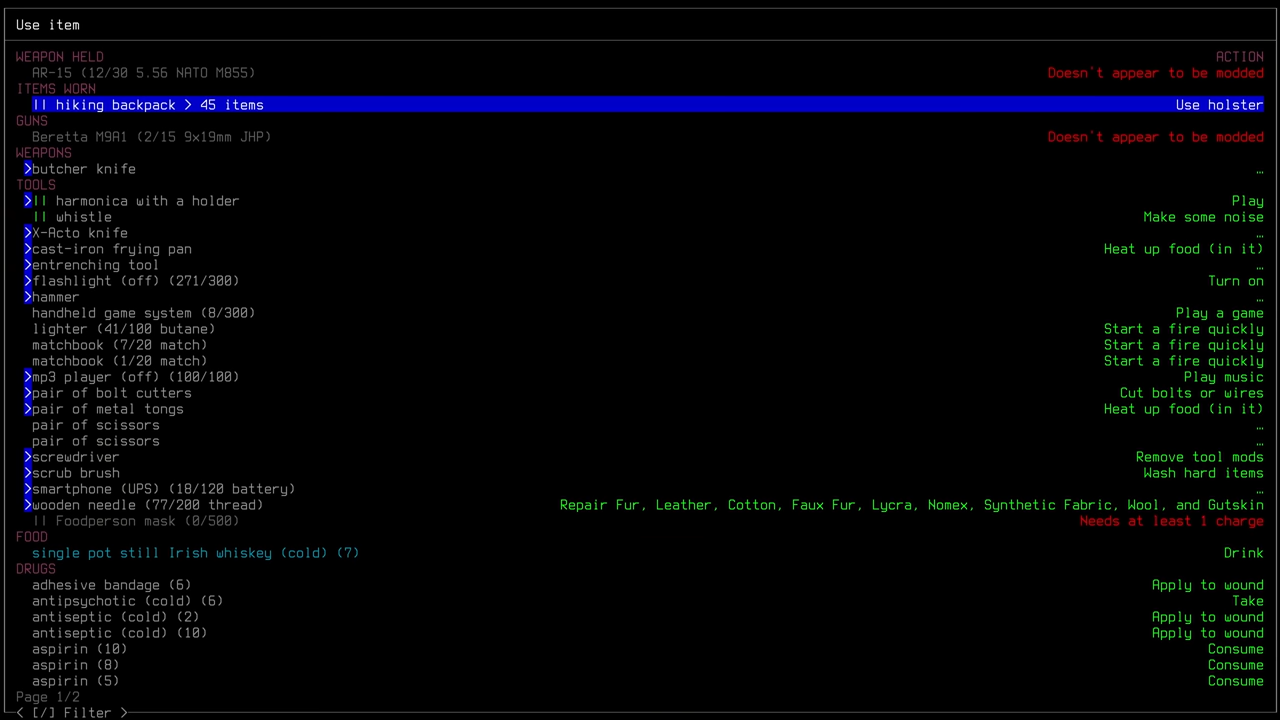 Use item
WEAPON HELD ACTION
AR-15 (12/30 5.56 NATO M855) Doesn't appear to be modded
ITEMS WORN
|| hiking backpack > 45 items Use holster
GUNS
Beretta M9A1 (2/15 9x19mm JHP) Doesn't appear to be modded
WEAPONS
>butcher knife …
TOOLS
>|| harmonica with a holder Play
|| whistle Make some noise
>X-Acto knife …
>cast-iron frying pan Heat up food (in it)
>entrenching tool …
>flashlight (off) (271/300) Turn on
>hammer …
handheld game system (8/300) Play a game
lighter (41/100 butane) Start a fire quickly
matchbook (7/20 match) Start a fire quickly
matchbook (1/20 match) Start a fire quickly
>mp3 player (off) (100/100) Play music
>pair of bolt cutters Cut bolts or wires
>pair of metal tongs Heat up food (in it)
pair of scissors …
pair of scissors …
>screwdriver Remove tool mods
>scrub brush Wash hard items
>smartphone (UPS) (18/120 battery) …
>wooden needle (77/200 thread) Repair Fur, Leather, Cotton, Faux Fur, Lycra, Nomex, Synthetic Fabric, Wool, and Gutskin
|| Foodperson mask (0/500) Needs at least 1 charge
FOOD
single pot still Irish whiskey (cold) (7) Drink
DRUGS
adhesive bandage (6) Apply to wound
antipsychotic (cold) (6) Take
antiseptic (cold) (2) Apply to wound
antiseptic (cold) (10) Apply to wound
aspirin (10) Consume
aspirin (8) Consume
aspirin (5) Consume
Page 1/2
< [/] Filter >